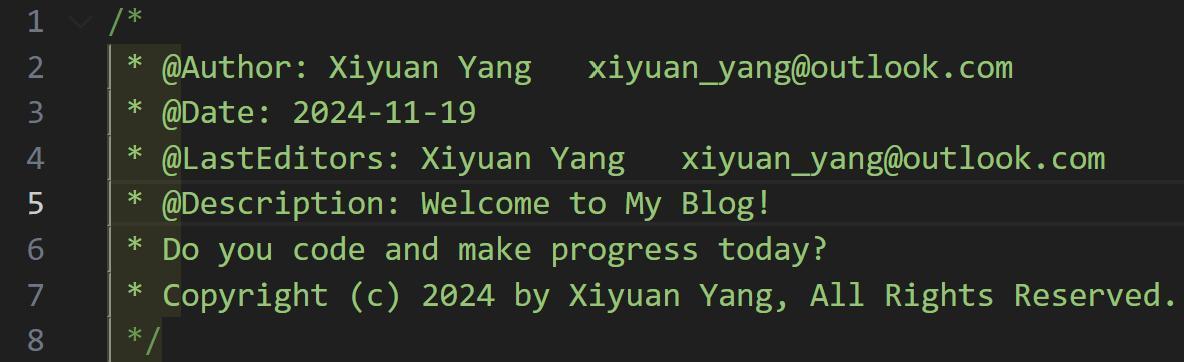 1 /*
2 * @Author: Xiyuan Yang   xiyuan_yang@outlook.com
3 * @Date: 2024-11-19
4 * @LastEditors: Xiyuan Yang   xiyuan_yang@outlook.com
5 * @Description: Welcome to My Blog!
6 * Do you code and make progress today?
7 * Copyright (c) 2024 by Xiyuan Yang, All Rights Reserved.
8 */